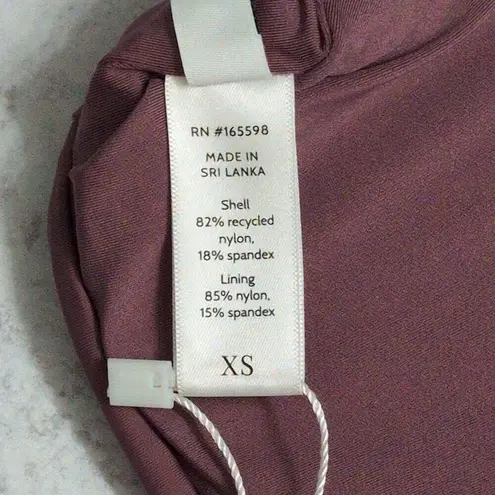 RN #165598
MADE IN
SRI LANKA
Shell
82% recycled
nylon,
18% spandex
Lining
85% nylon,
15% spandex
XS